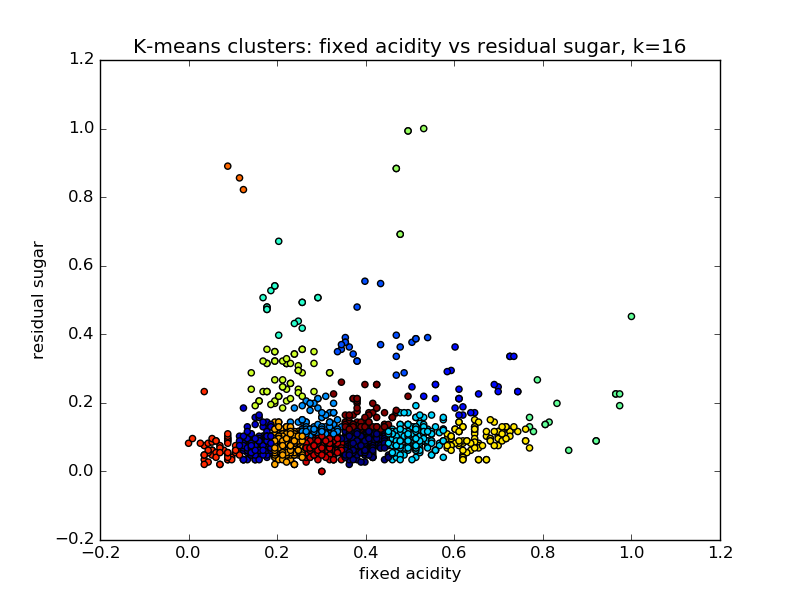 K-means clusters: fixed acidity vs residual sugar, k=16
1.2
1.0
0.8
0.6
0.4
0.2
0.0
−0.2
residual sugar
−0.2 0.0 0.2 0.4 0.6 0.8 1.0 1.2
fixed acidity